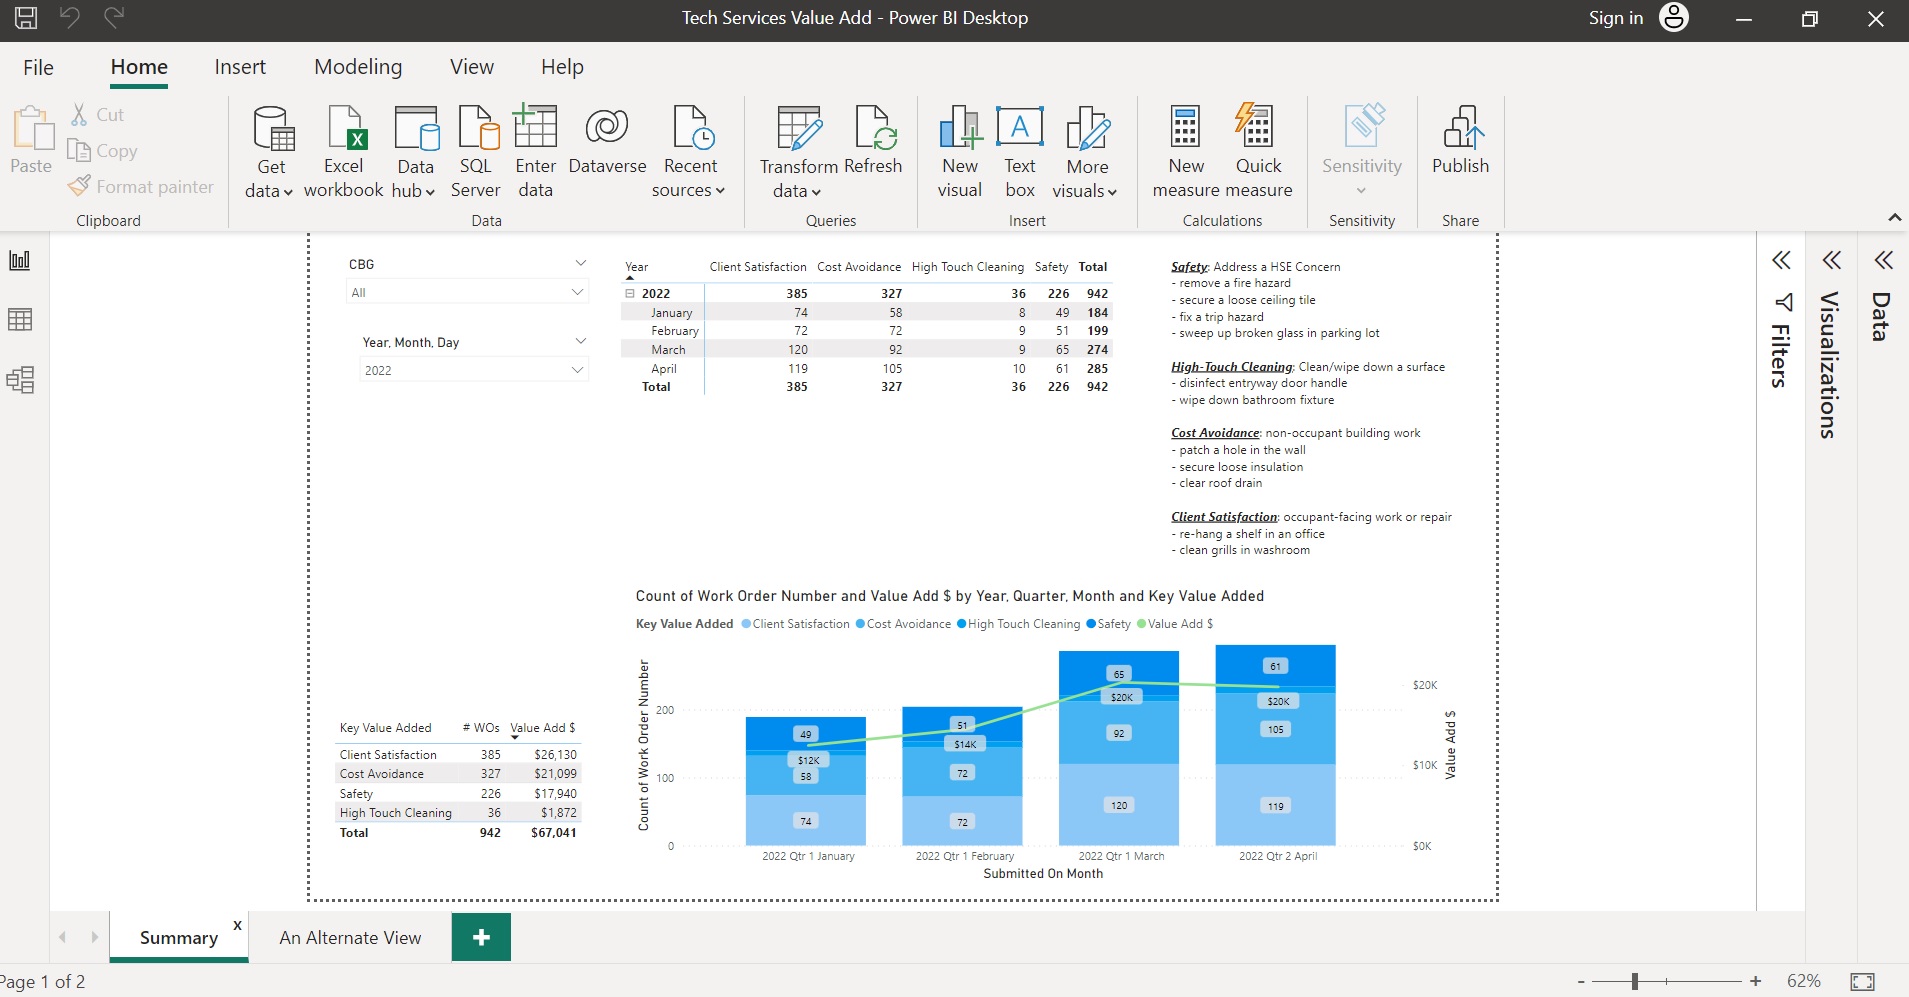 Tech Services Value Add - Power BI Desktop
Sign in
File Home Insert Modeling View Help
Paste
Cut
Copy
Format painter
Clipboard
Get data
Excel workbook
Data hub
SQL Server
Enter data
Dataverse
Recent sources
Data
Transform data
Refresh
Queries
New visual
Text box
More visuals
Insert
New measure
Quick measure
Calculations
Sensitivity
Sensitivity
Publish
Share
CBG
All
Year, Month, Day
2022
Year Client Satisfaction Cost Avoidance High Touch Cleaning Safety Total
2022 385 327 36 226 942
January 74 58 8 49 184
February 72 72 9 51 199
March 120 92 9 65 274
April 119 105 10 61 285
Total 385 327 36 226 942
Safety: Address a HSE Concern
- remove a fire hazard
- secure a loose ceiling tile
- fix a trip hazard
- sweep up broken glass in parking lot
High-Touch Cleaning: Clean/wipe down a surface
- disinfect entryway door handle
- wipe down bathroom fixture
Cost Avoidance: non-occupant building work
- patch a hole in the wall
- secure loose insulation
- clear roof drain
Client Satisfaction: occupant-facing work or repair
- re-hang a shelf in an office
- clean grills in washroom
Filters
Visualizations
Data
Key Value Added # WOs Value Add $
Client Satisfaction 385 $26,130
Cost Avoidance 327 $21,099
Safety 226 $17,940
High Touch Cleaning 36 $1,872
Total 942 $67,041
Count of Work Order Number and Value Add $ by Year, Quarter, Month and Key Value Added
Key Value Added Client Satisfaction Cost Avoidance High Touch Cleaning Safety Value Add $
Count of Work Order Number
200
100
0
49
$12K
58
74
51
$14K
72
72
65
$20K
92
120
61
$20K
105
119
$20K
$10K
$0K
Value Add $
2022 Qtr 1 January 2022 Qtr 1 February 2022 Qtr 1 March 2022 Qtr 2 April
Submitted On Month
Summary x
An Alternate View
+
Page 1 of 2
- + 62%